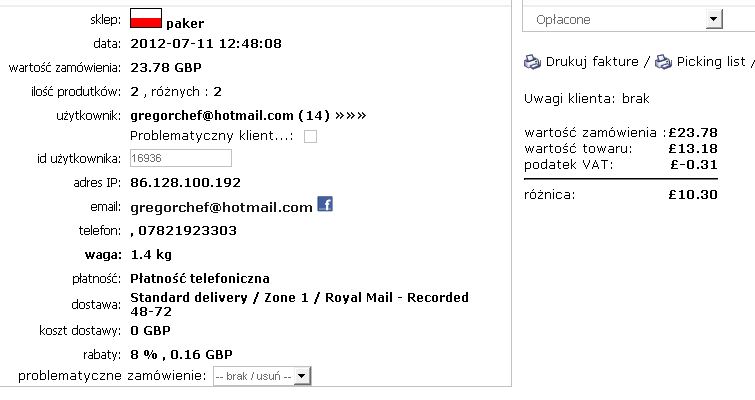 sklep: paker
data: 2012-07-11 12:48:08
wartość zamówienia: 23.78 GBP
ilość produtków: 2 , różnych : 2
użytkownik: gregorchef@hotmail.com (14) »»»
Problematyczny klient...:
id użytkownika: 16936
adres IP: 86.128.100.192
email: gregorchef@hotmail.com f
telefon: , 07821923303
waga: 1.4 kg
płatność: Płatność telefoniczna
dostawa: Standard delivery / Zone 1 / Royal Mail - Recorded
48-72
koszt dostawy: 0 GBP
rabaty: 8 % , 0.16 GBP
problematyczne zamówienie: -- brak / usuń --
Opłacone
Drukuj fakture / Picking list /
Uwagi klienta: brak
wartość zamówienia : £23.78
wartość towaru: £13.18
podatek VAT: £-0.31
różnica: £10.30